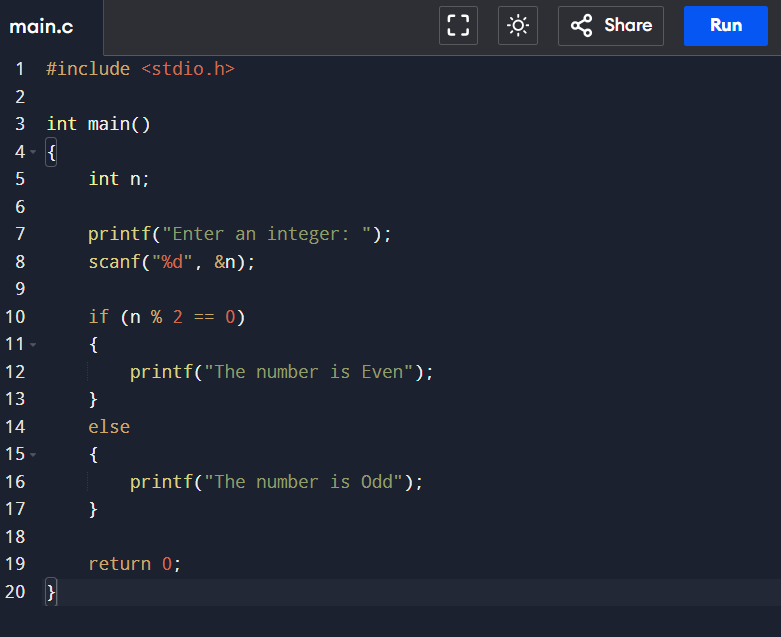 main.c Share Run
1 #include <stdio.h>
2
3 int main()
4 {
5     int n;
6
7     printf("Enter an integer: ");
8     scanf("%d", &n);
9
10     if (n % 2 == 0)
11     {
12         printf("The number is Even");
13     }
14     else
15     {
16         printf("The number is Odd");
17     }
18
19     return 0;
20 }